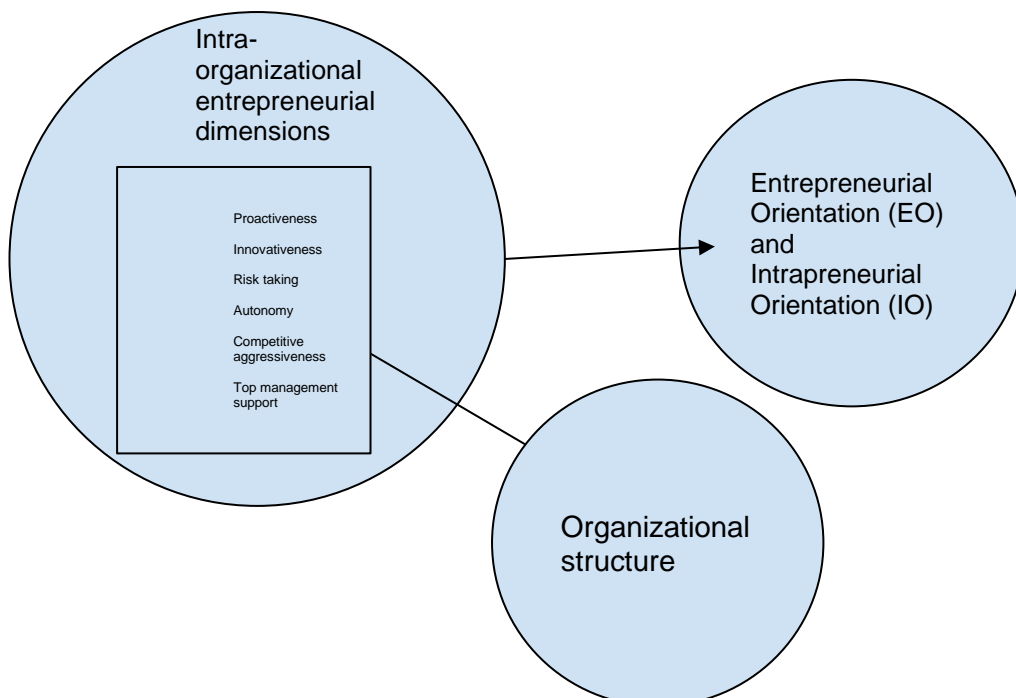 Intra-
organizational
entrepreneurial
dimensions
Proactiveness
Innovativeness
Risk taking
Autonomy
Competitive
aggressiveness
Top management
support
Entrepreneurial
Orientation (EO)
and
Intrapreneurial
Orientation (IO)
Organizational
structure